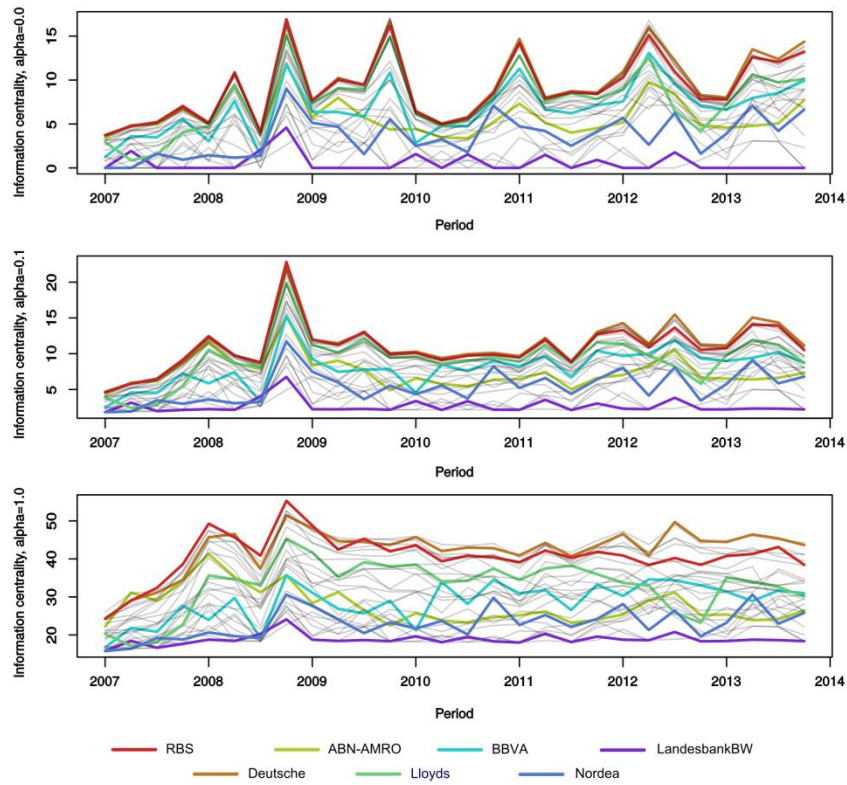 Information centrality, alpha=0.0
15
10
5
0
2007 2008 2009 2010 2011 2012 2013 2014
Period
Information centrality, alpha=0.1
20
15
10
5
2007 2008 2009 2010 2011 2012 2013 2014
Period
Information centrality, alpha=1.0
50
40
30
20
2007 2008 2009 2010 2011 2012 2013 2014
Period
RBS ABN-AMRO BBVA LandesbankBW
Deutsche Lloyds Nordea